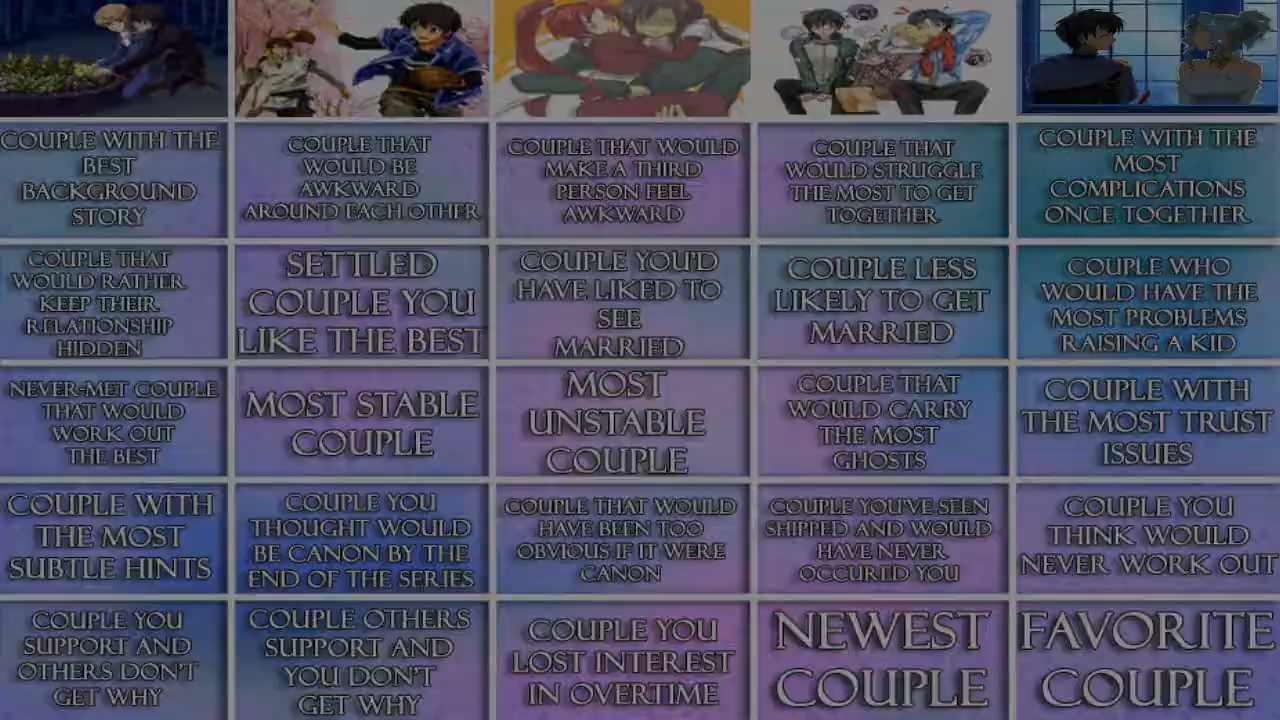 COUPLE WITH THE
BEST
BACKGROUND
STORY
COUPLE THAT
WOULD BE
AWKWARD
AROUND EACH OTHER
COUPLE THAT WOULD
MAKE A THIRD
PERSON FEEL
AWKWARD
COUPLE THAT
WOULD STRUGGLE
THE MOST TO GET
TOGETHER
COUPLE WITH THE
MOST
COMPLICATIONS
ONCE TOGETHER
COUPLE THAT
WOULD RATHER
KEEP THEIR
RELATIONSHIP
HIDDEN
SETTLED
COUPLE YOU
LIKE THE BEST
COUPLE YOU'D
HAVE LIKED TO
SEE
MARRIED
COUPLE LESS
LIKELY TO GET
MARRIED
COUPLE WHO
WOULD HAVE THE
MOST PROBLEMS
RAISING A KID
NEVER-MET COUPLE
THAT WOULD
WORK OUT
THE BEST
MOST STABLE
COUPLE
MOST
UNSTABLE
COUPLE
COUPLE THAT
WOULD CARRY
THE MOST
GHOSTS
COUPLE WITH
THE MOST TRUST
ISSUES
COUPLE WITH
THE MOST
SUBTLE HINTS
COUPLE YOU
THOUGHT WOULD
BE CANON BY THE
END OF THE SERIES
COUPLE THAT WOULD
HAVE BEEN TOO
OBVIOUS IF IT WERE
CANON
COUPLE YOU'VE SEEN
SHIPPED AND WOULD
HAVE NEVER
OCCURED YOU
COUPLE YOU
THINK WOULD
NEVER WORK OUT
COUPLE YOU
SUPPORT AND
OTHERS DON'T
GET WHY
COUPLE OTHERS
SUPPORT AND
YOU DON'T
GET WHY
COUPLE YOU
LOST INTEREST
IN OVERTIME
NEWEST
COUPLE
FAVORITE
COUPLE